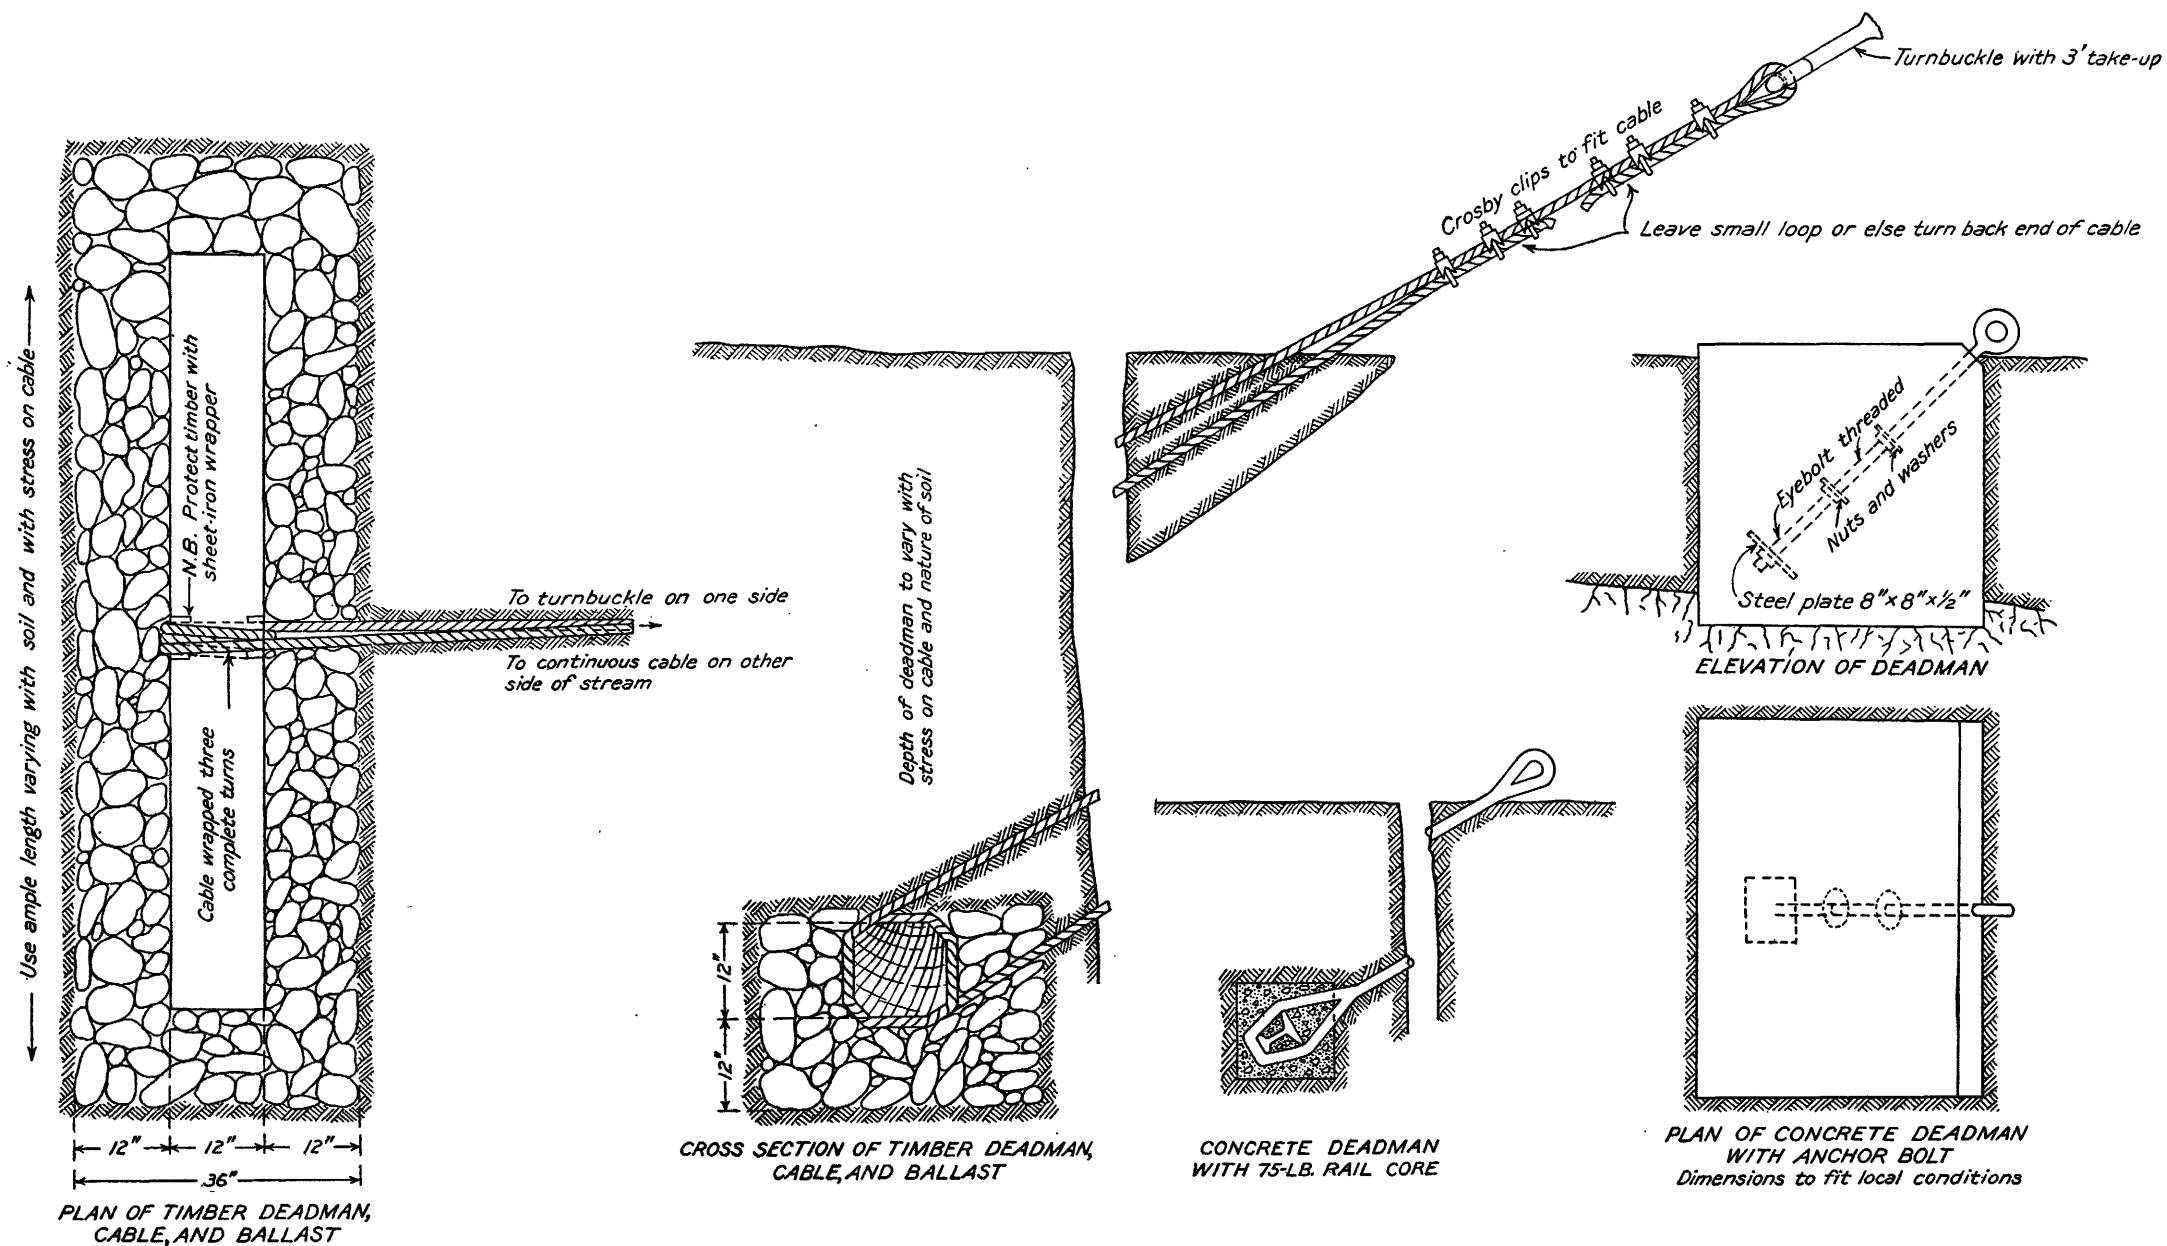 Use ample length varying with soil and with stress on cable
N.B. Protect timber with
sheet-iron wrapper
Cable wrapped three
complete turns
To turnbuckle on one side
To continuous cable on other
side of stream
12" 12" 12"
36"
PLAN OF TIMBER DEADMAN,
CABLE, AND BALLAST
Turnbuckle with 3' take-up
Crosby clips to fit cable
Leave small loop or else turn back end of cable
Depth of deadman to vary with
stress on cable and nature of soil
12"
12"
CROSS SECTION OF TIMBER DEADMAN,
CABLE, AND BALLAST
CONCRETE DEADMAN
WITH 75-LB. RAIL CORE
Eyebolt threaded
Nuts and washers
Steel plate 8"x8"x½"
ELEVATION OF DEADMAN
PLAN OF CONCRETE DEADMAN
WITH ANCHOR BOLT
Dimensions to fit local conditions